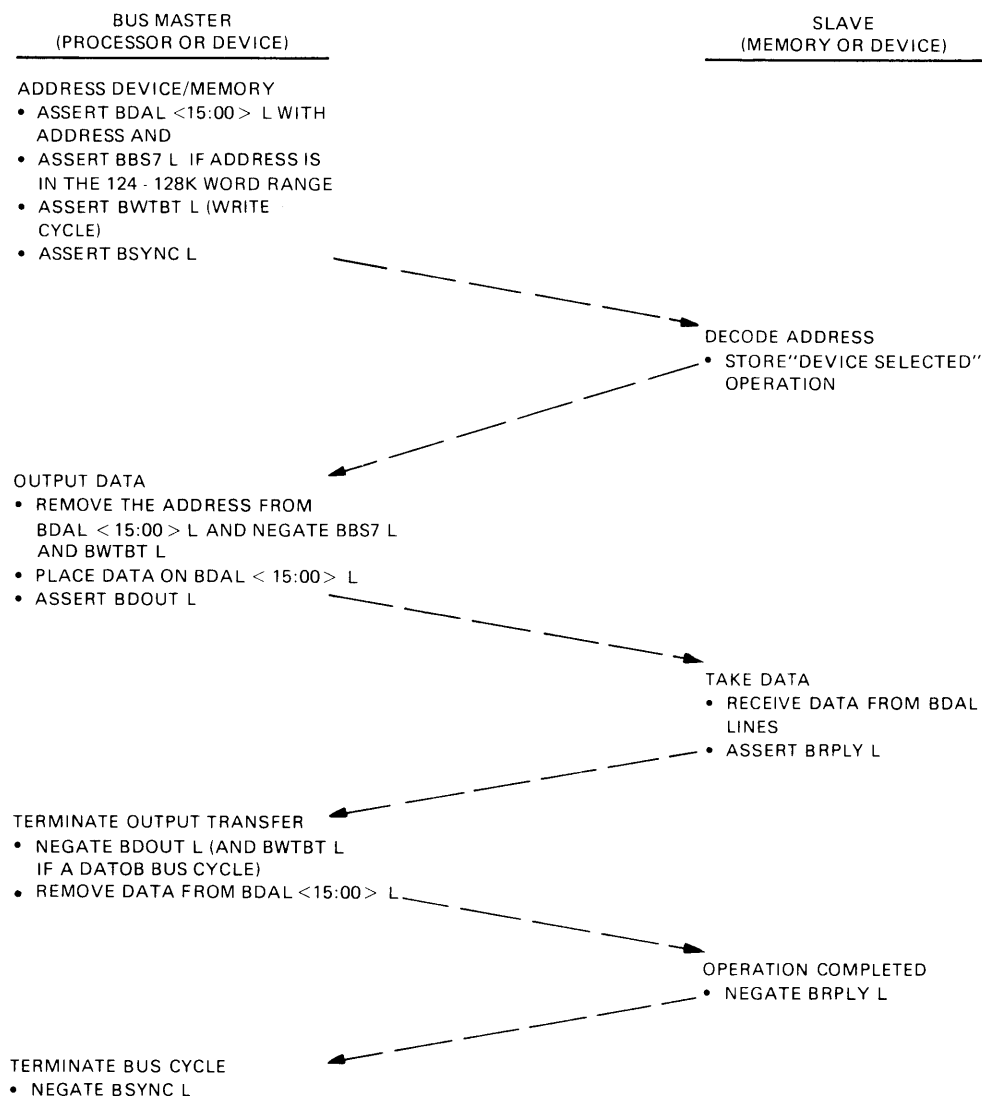 BUS MASTER
(PROCESSOR OR DEVICE)
SLAVE
(MEMORY OR DEVICE)
ADDRESS DEVICE/MEMORY
• ASSERT BDAL <15:00> L WITH
ADDRESS AND
• ASSERT BBS7 L IF ADDRESS IS
IN THE 124 - 128K WORD RANGE
• ASSERT BWTBT L (WRITE
CYCLE)
• ASSERT BSYNC L
DECODE ADDRESS
• STORE"DEVICE SELECTED"
OPERATION
OUTPUT DATA
• REMOVE THE ADDRESS FROM
BDAL <15:00> L AND NEGATE BBS7 L
AND BWTBT L
• PLACE DATA ON BDAL <15:00> L
• ASSERT BDOUT L
TAKE DATA
• RECEIVE DATA FROM BDAL
LINES
• ASSERT BRPLY L
TERMINATE OUTPUT TRANSFER
• NEGATE BDOUT L (AND BWTBT L
IF A DATOB BUS CYCLE)
• REMOVE DATA FROM BDAL <15:00> L
OPERATION COMPLETED
• NEGATE BRPLY L
TERMINATE BUS CYCLE
• NEGATE BSYNC L